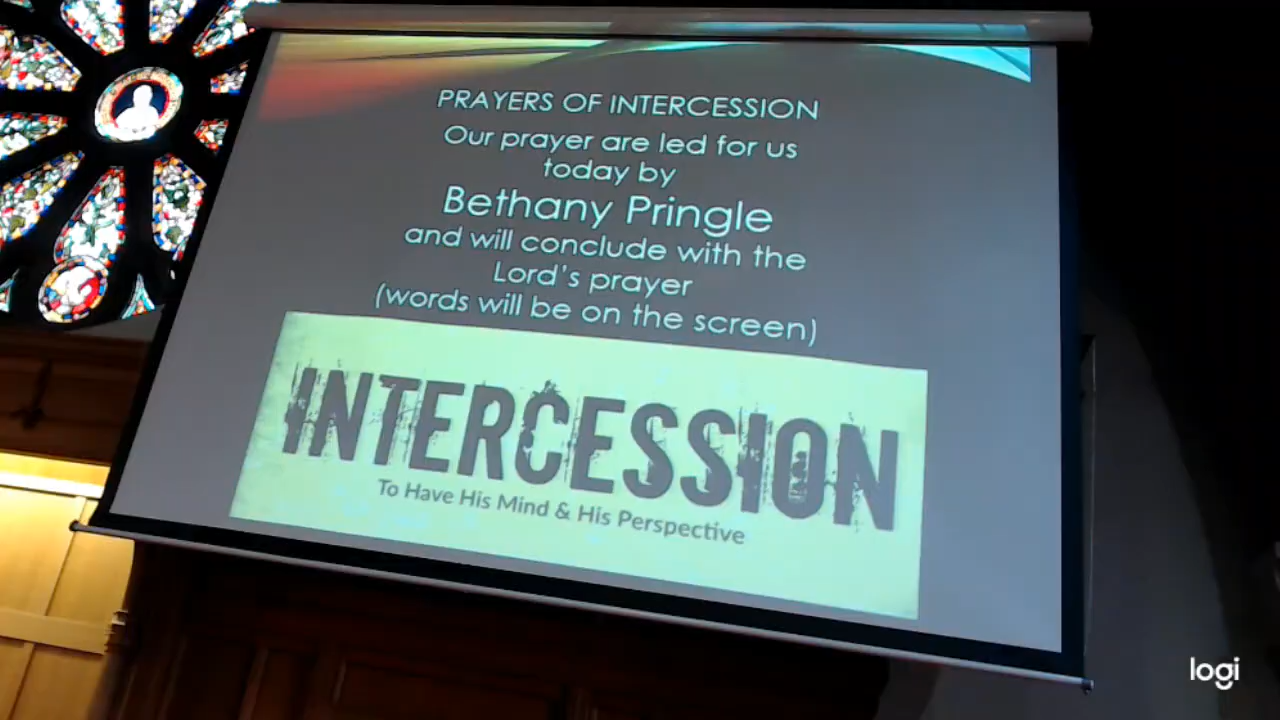 PRAYERS OF INTERCESSION
Our prayer are led for us
today by
Bethany Pringle
and will conclude with the
Lord's prayer
(words will be on the screen)
INTERCESSION
To Have His Mind & His Perspective
logi